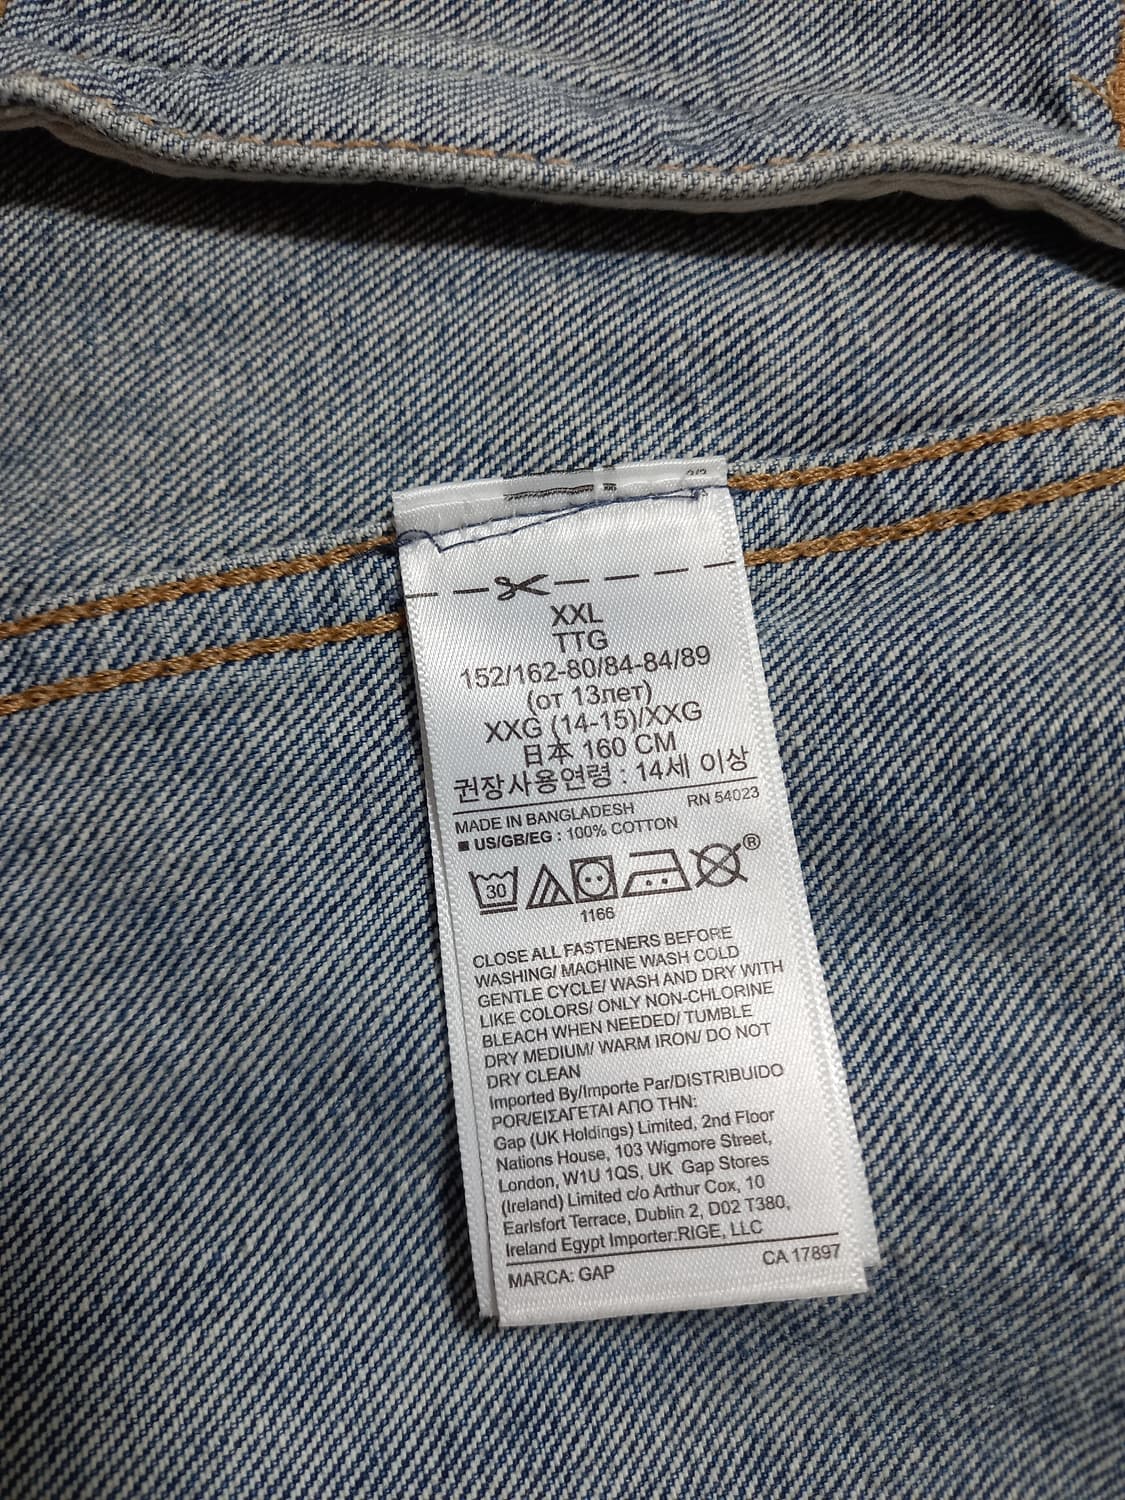 XXL
TTG
152/162-80/84-84/89
(от 13лет)
XXG (14-15)/XXG
日本 160 CM
권장사용연령 : 14세 이상
MADE IN BANGLADESH RN 54023
■ US/GB/EG : 100% COTTON
30 ®
1166
CLOSE ALL FASTENERS BEFORE
WASHING/ MACHINE WASH COLD
GENTLE CYCLE/ WASH AND DRY WITH
LIKE COLORS/ ONLY NON-CHLORINE
BLEACH WHEN NEEDED/ TUMBLE
DRY MEDIUM/ WARM IRON/ DO NOT
DRY CLEAN
Imported By/Importe Par/DISTRIBUIDO
POR/ΕΙΣΑΓΕΤΑΙ ΑΠΟ ΤΗΝ:
Gap (UK Holdings) Limited, 2nd Floor
Nations House, 103 Wigmore Street,
London, W1U 1QS, UK Gap Stores
(Ireland) Limited c/o Arthur Cox, 10
Earlsfort Terrace, Dublin 2, D02 T380,
Ireland Egypt Importer:RIGE, LLC
MARCA: GAP CA 17897